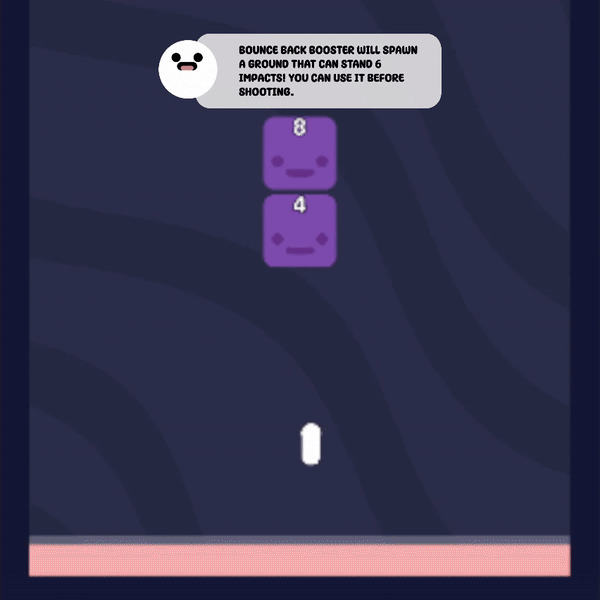 BOUNCE BACK BOOSTER WILL SPAWN
A GROUND THAT CAN STAND 6
IMPACTS! YOU CAN USE IT BEFORE
SHOOTING.
8
4